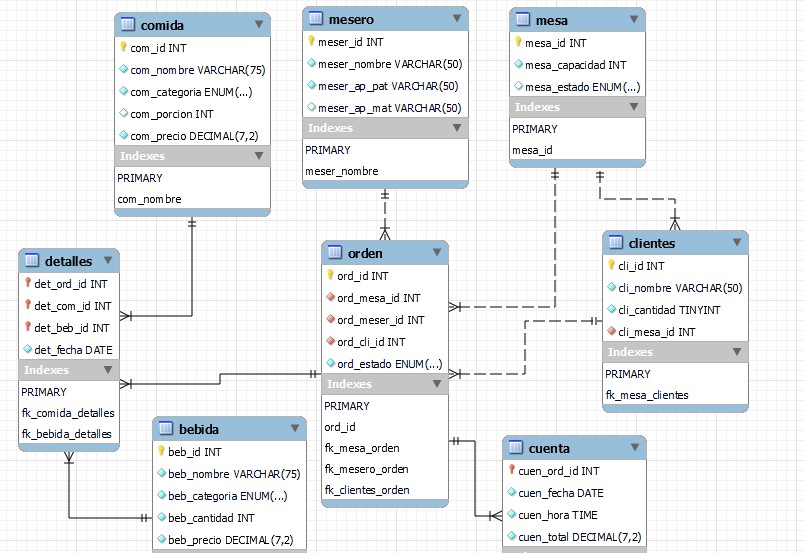 comida
com_id INT
com_nombre VARCHAR(75)
com_categoria ENUM(...)
com_porcion INT
com_precio DECIMAL(7,2)
Indexes
PRIMARY
com_nombre
mesero
meser_id INT
meser_nombre VARCHAR(50)
meser_ap_pat VARCHAR(50)
meser_ap_mat VARCHAR(50)
Indexes
PRIMARY
meser_nombre
mesa
mesa_id INT
mesa_capacidad INT
mesa_estado ENUM(...)
Indexes
PRIMARY
mesa_id
detalles
det_ord_id INT
det_com_id INT
det_beb_id INT
det_fecha DATE
Indexes
PRIMARY
fk_comida_detalles
fk_bebida_detalles
orden
ord_id INT
ord_mesa_id INT
ord_meser_id INT
ord_cli_id INT
ord_estado ENUM(...)
Indexes
PRIMARY
ord_id
fk_mesa_orden
fk_mesero_orden
fk_clientes_orden
clientes
cli_id INT
cli_nombre VARCHAR(50)
cli_cantidad TINYINT
cli_mesa_id INT
Indexes
PRIMARY
fk_mesa_clientes
bebida
beb_id INT
beb_nombre VARCHAR(75)
beb_categoria ENUM(...)
beb_cantidad INT
beb_precio DECIMAL(7,2)
cuenta
cuen_ord_id INT
cuen_fecha DATE
cuen_hora TIME
cuen_total DECIMAL(7,2)